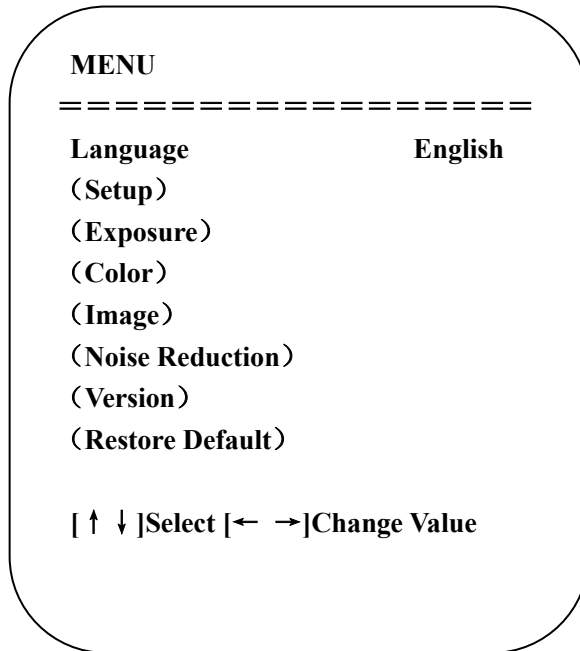 MENU
=================
Language English
（Setup）
（Exposure）
（Color）
（Image）
（Noise Reduction）
（Version）
（Restore Default）
[↑ ↓]Select [← →]Change Value